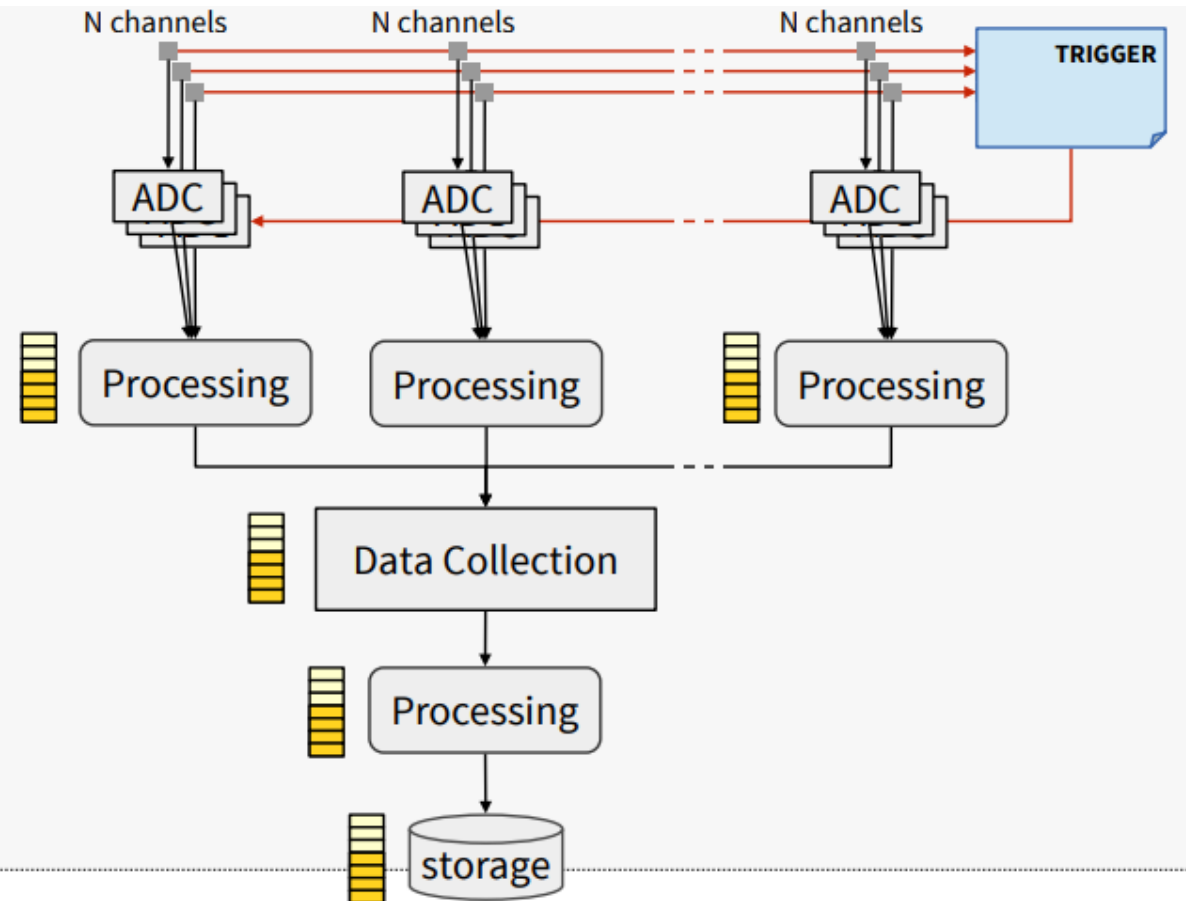 N channels
N channels
N channels
TRIGGER
ADC
ADC
ADC
Processing
Processing
Processing
Data Collection
Processing
storage